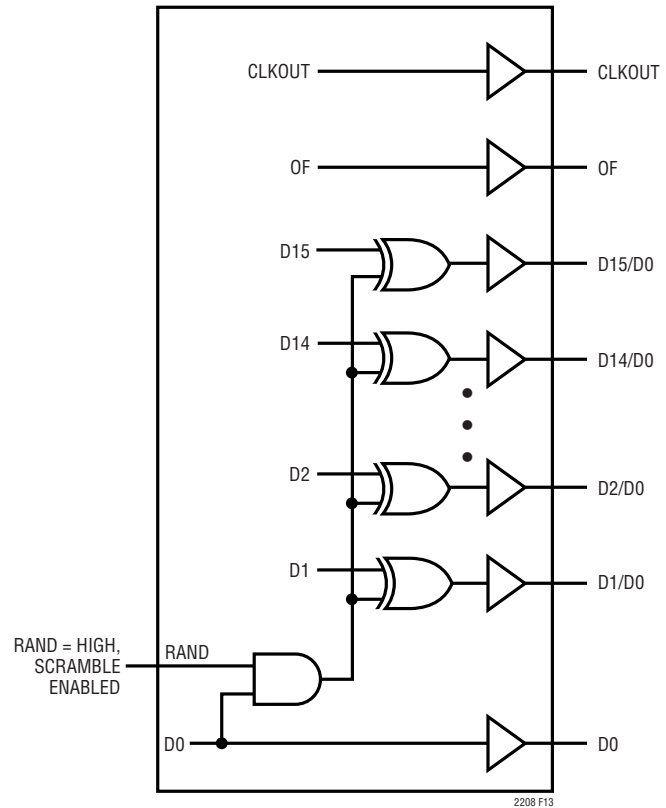 CLKOUT
CLKOUT
OF
OF
D15
D15/D0
D14
D14/D0
D2
D2/D0
D1
D1/D0
RAND = HIGH,
SCRAMBLE
ENABLED
RAND
D0
D0
2208 F13